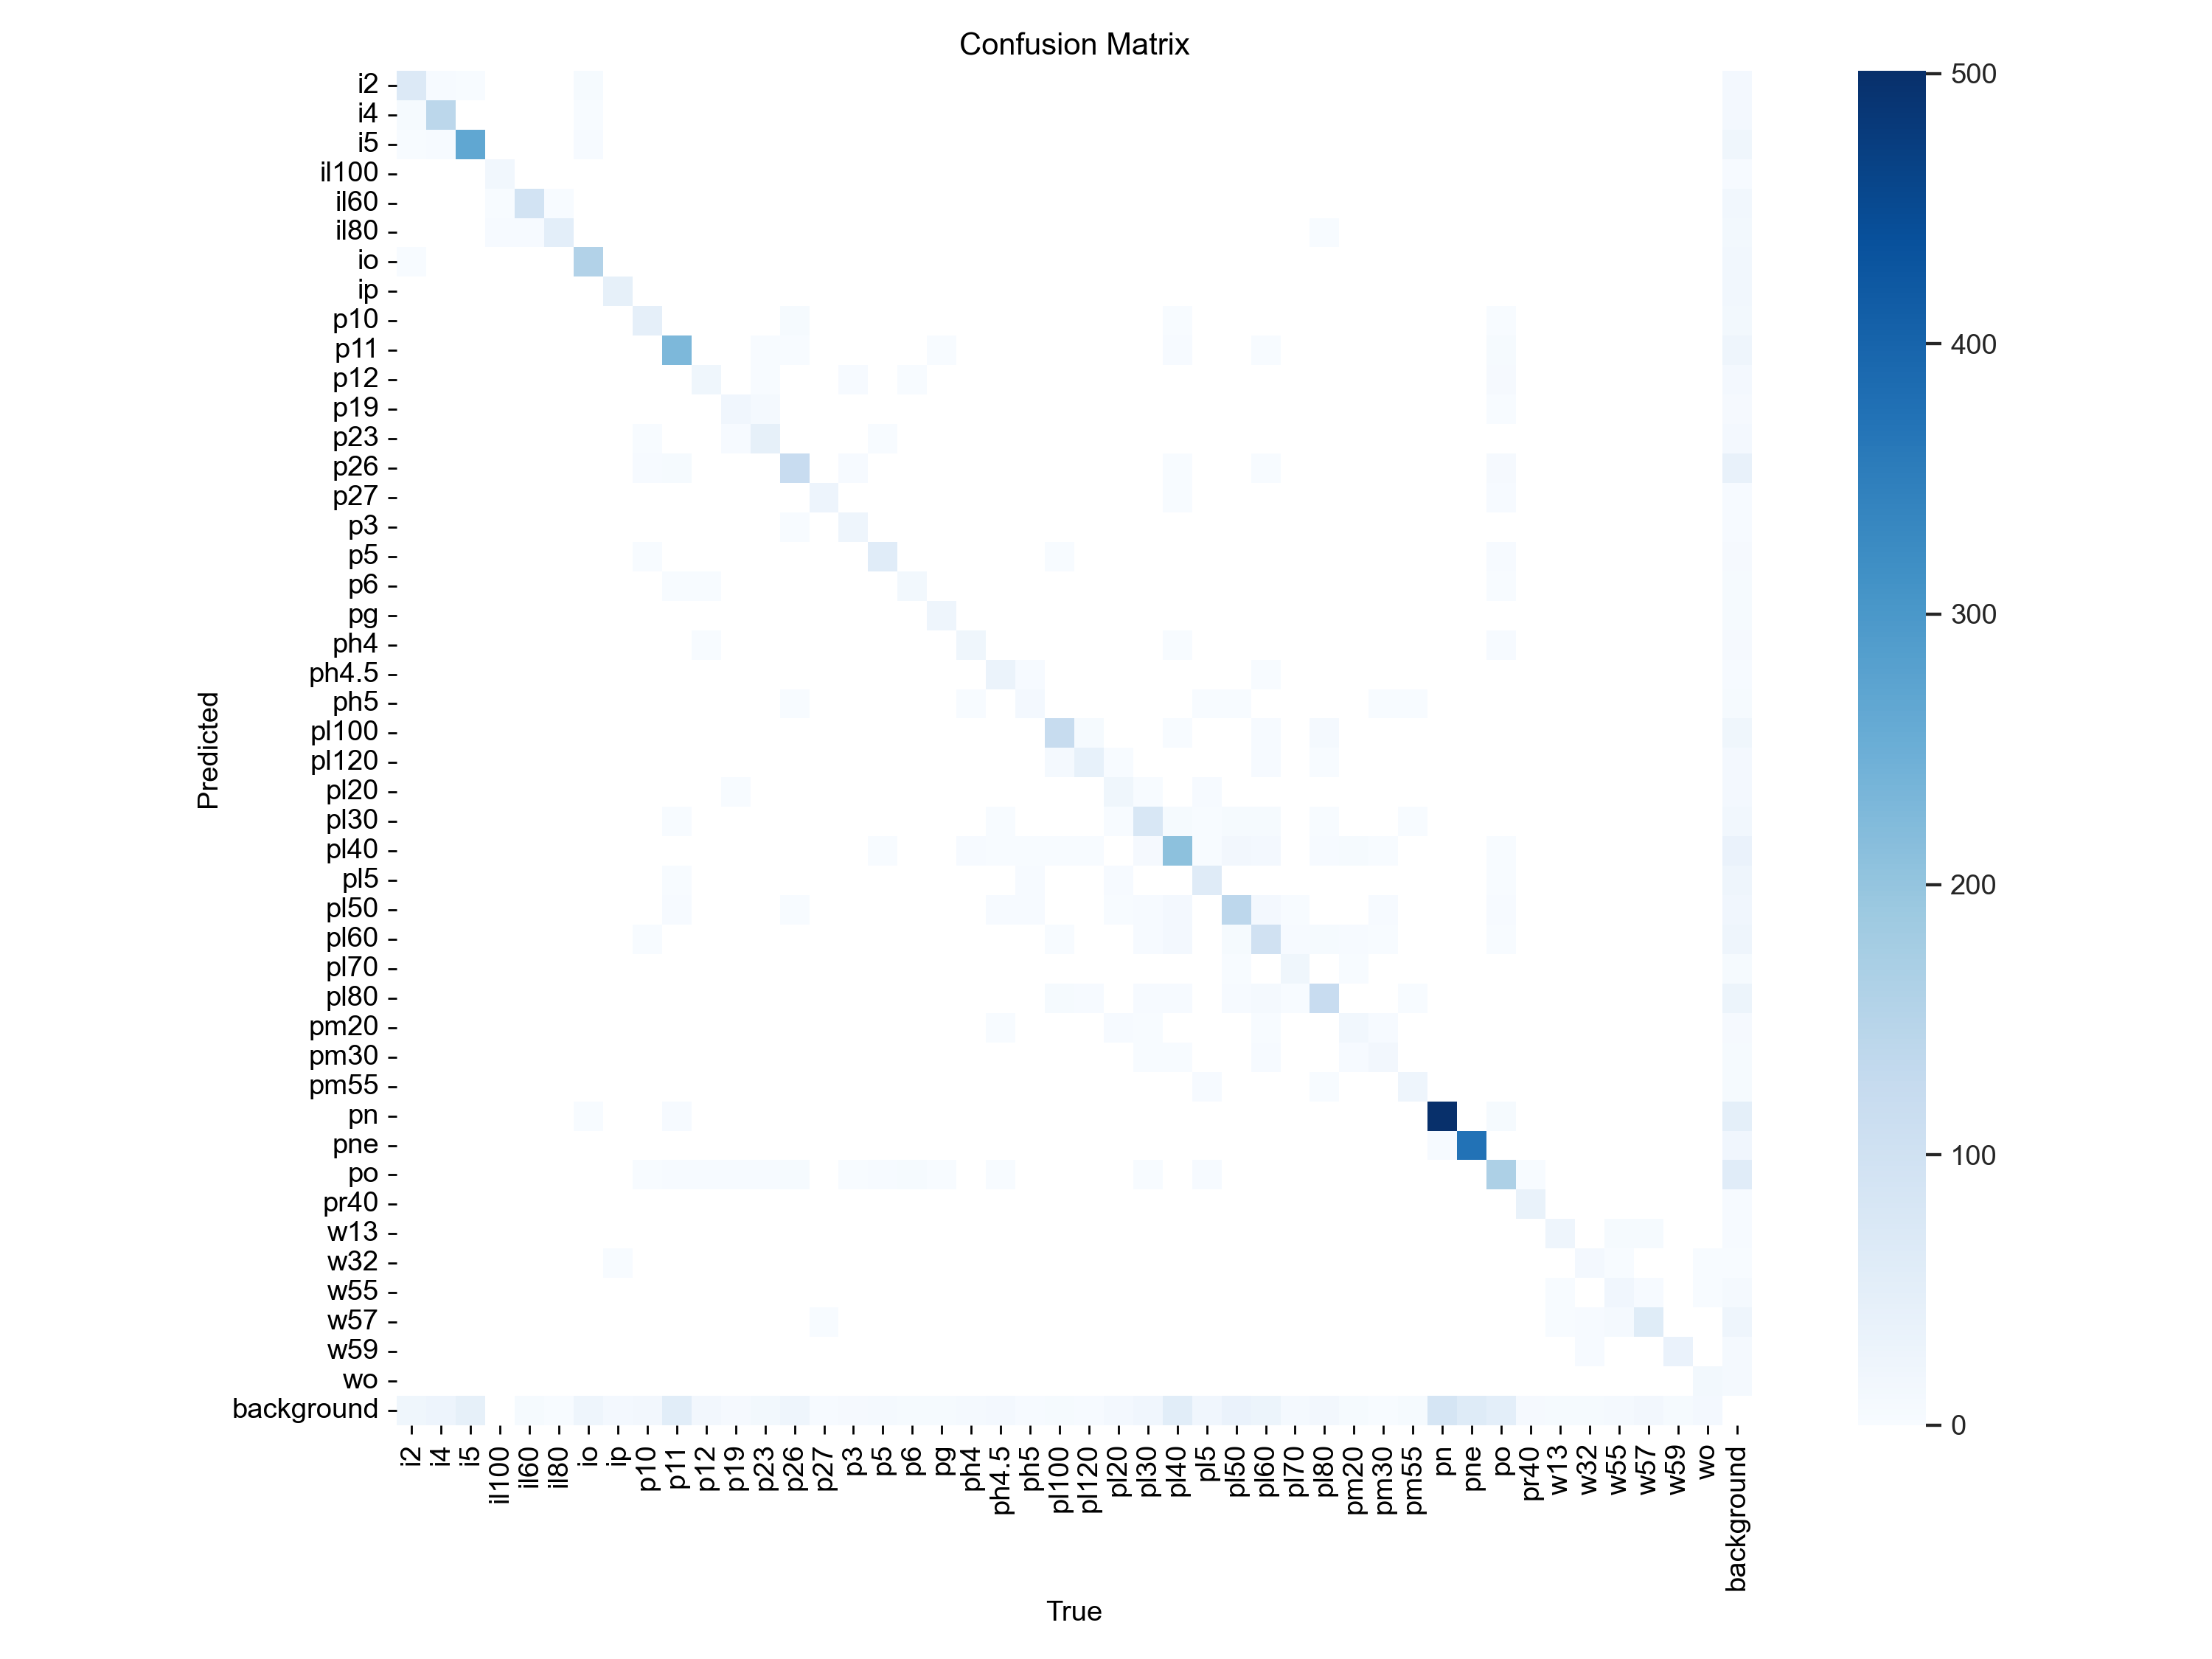 Confusion Matrix
Predicted
i2
i4
i5
il100
il60
il80
io
ip
p10
p11
p12
p19
p23
p26
p27
p3
p5
p6
pg
ph4
ph4.5
ph5
pl100
pl120
pl20
pl30
pl40
pl5
pl50
pl60
pl70
pl80
pm20
pm30
pm55
pn
pne
po
pr40
w13
w32
w55
w57
w59
wo
background
i2
i4
i5
il100
il60
il80
io
ip
p10
p11
p12
p19
p23
p26
p27
p3
p5
p6
pg
ph4
ph4.5
ph5
pl100
pl120
pl20
pl30
pl40
pl5
pl50
pl60
pl70
pl80
pm20
pm30
pm55
pn
pne
po
pr40
w13
w32
w55
w57
w59
wo
background
True
500
400
300
200
100
0